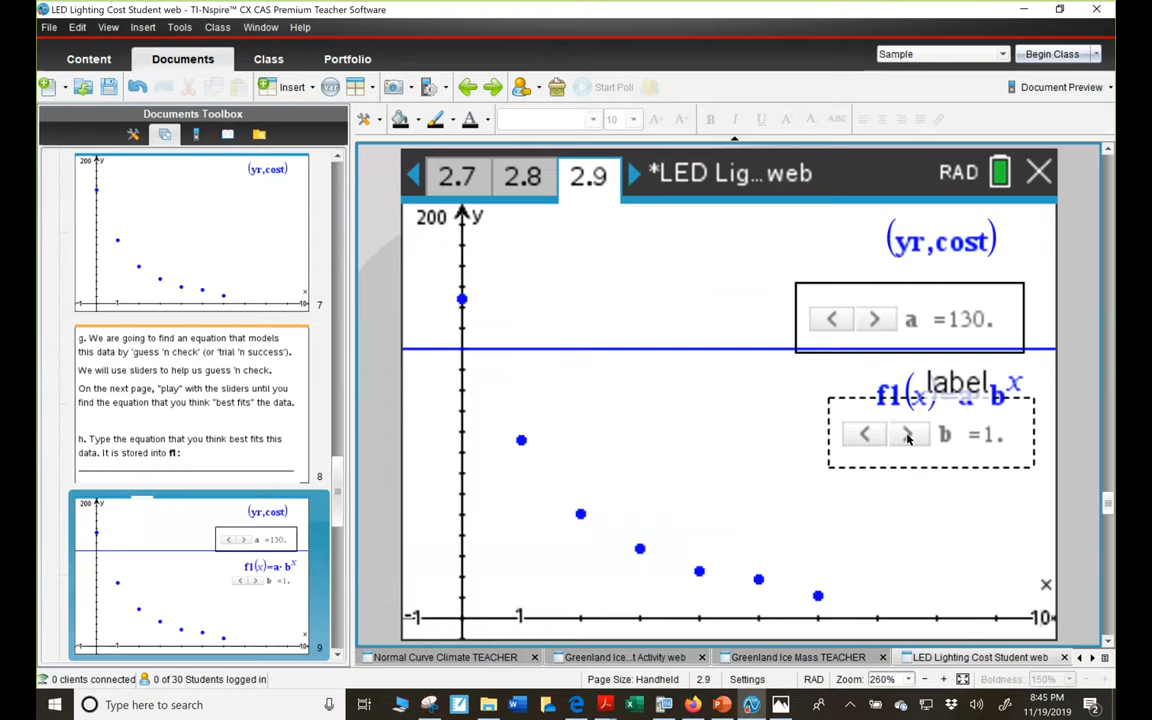 LED Lighting Cost Student web - TI-Nspire™ CX CAS Premium Teacher Software
File Edit View Insert Tools Class Window Help
Content Documents Class Portfolio
Sample Begin Class
Insert Start Poll Document Preview
Documents Toolbox
10
200 y
(yr,cost)
x
-1 1 10
7
g. We are going to find an equation that models
this data by 'guess 'n check' (or 'trial 'n success').
We will use sliders to help us guess 'n check.
On the next page, "play" with the sliders until you
find the equation that you think "best fits" the data.
h. Type the equation that you think best fits this
data. It is stored into f1:
8
200 y
(yr,cost)
a =130.
f1(x)=a·b^x
b =1.
x
-1 1 10
9
2.7 2.8 2.9 *LED Lig...web RAD
200 y
(yr,cost)
a =130.
label
f1(x)=a·b^x
b =1.
x
-1 1 10
Normal Curve Climate TEACHER Greenland Ice...t Activity web Greenland Ice Mass TEACHER LED Lighting Cost Student web
0 clients connected 0 of 30 Students logged in Page Size: Handheld 2.9 Settings RAD Zoom: 260% Boldness: 150%
Type here to search
8:45 PM
11/19/2019
2